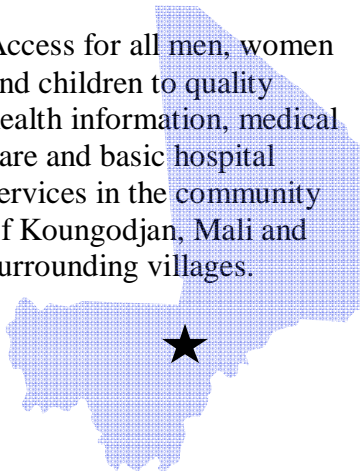 Access for all men, women
nd children to quality
ealth information, medical
are and basic hospital
ervices in the community
f Koungodjan, Mali and
urrounding villages.